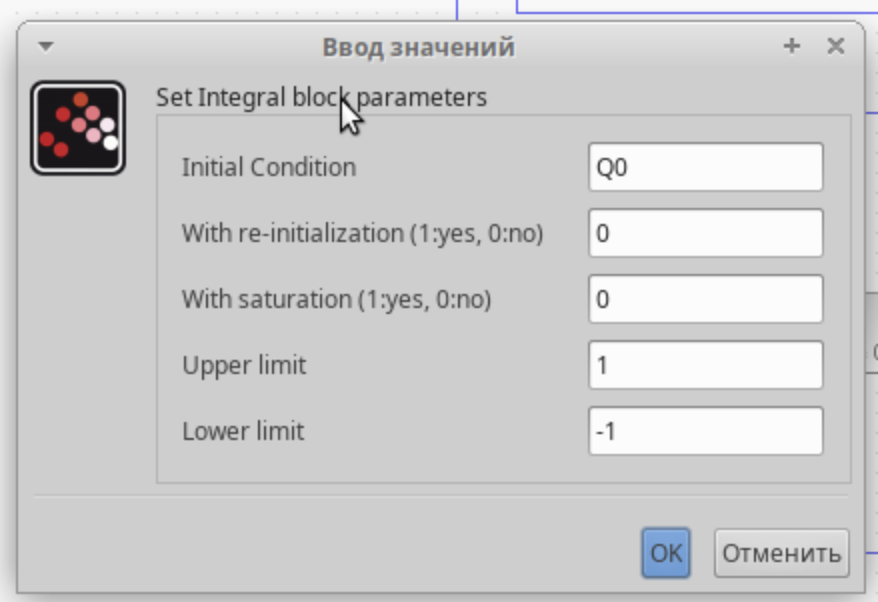 Ввод значений
Set Integral block parameters
Initial Condition Q0
With re-initialization (1:yes, 0:no) 0
With saturation (1:yes, 0:no) 0
Upper limit 1
Lower limit -1
OK Отменить